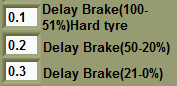 0.1 Delay Brake(100-
51%)Hard tyre
0.2 Delay Brake(50-20%)
0.3 Delay Brake(21-0%)